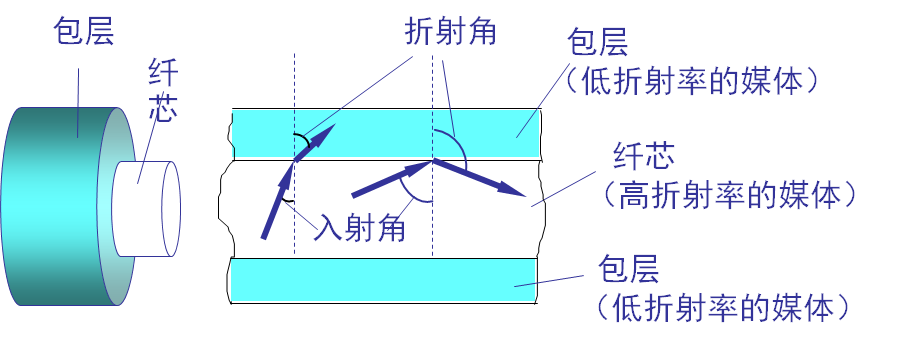 包层
纤
芯
折射角
包层
（低折射率的媒体）
纤芯
（高折射率的媒体）
入射角
包层
（低折射率的媒体）